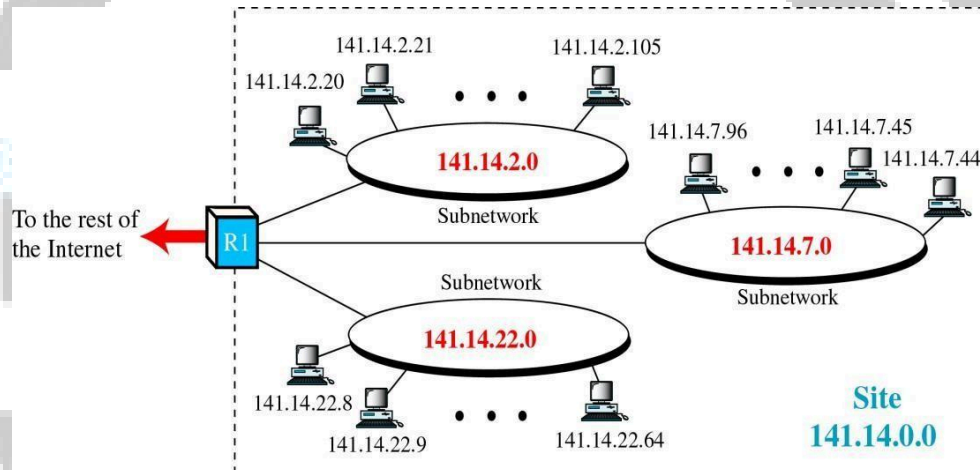 141.14.2.21
141.14.2.105
141.14.2.20
141.14.7.96
141.14.7.45
141.14.7.44
141.14.2.0
Subnetwork
To the rest of
the Internet
R1
141.14.7.0
Subnetwork
Subnetwork
141.14.22.0
141.14.22.8
141.14.22.9
141.14.22.64
Site
141.14.0.0